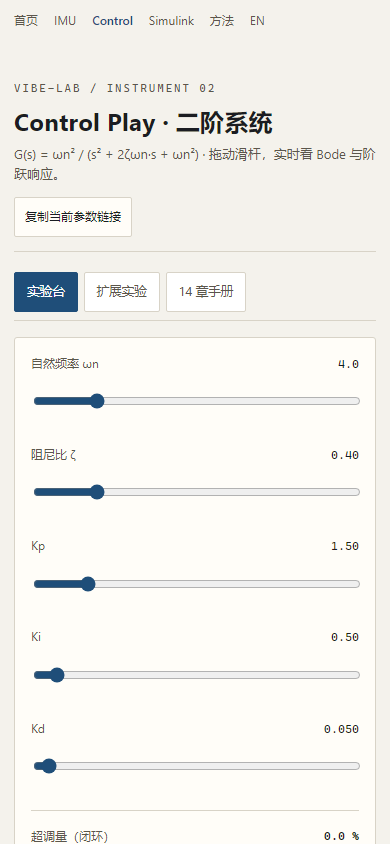 首页 IMU Control Simulink 方法 EN
VIBE-LAB / INSTRUMENT 02
Control Play · 二阶系统
G(s) = ωn² / (s² + 2ζωn·s + ωn²) · 拖动滑杆，实时看 Bode 与阶
跃响应。
复制当前参数链接
实验台 扩展实验 14 章手册
自然频率 ωn 4.0
阻尼比 ζ 0.40
Kp 1.50
Ki 0.50
Kd 0.050
超调量（闭环） 0.0 %